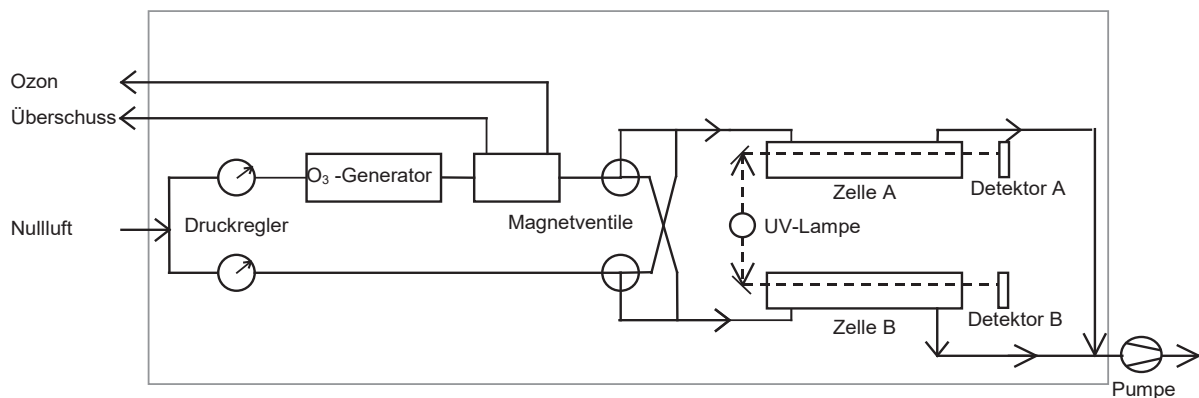 Ozon
Überschuss
O₃ -Generator
Zelle A
Detektor A
Nullluft
Druckregler
Magnetventile
UV-Lampe
Zelle B
Detektor B
Pumpe